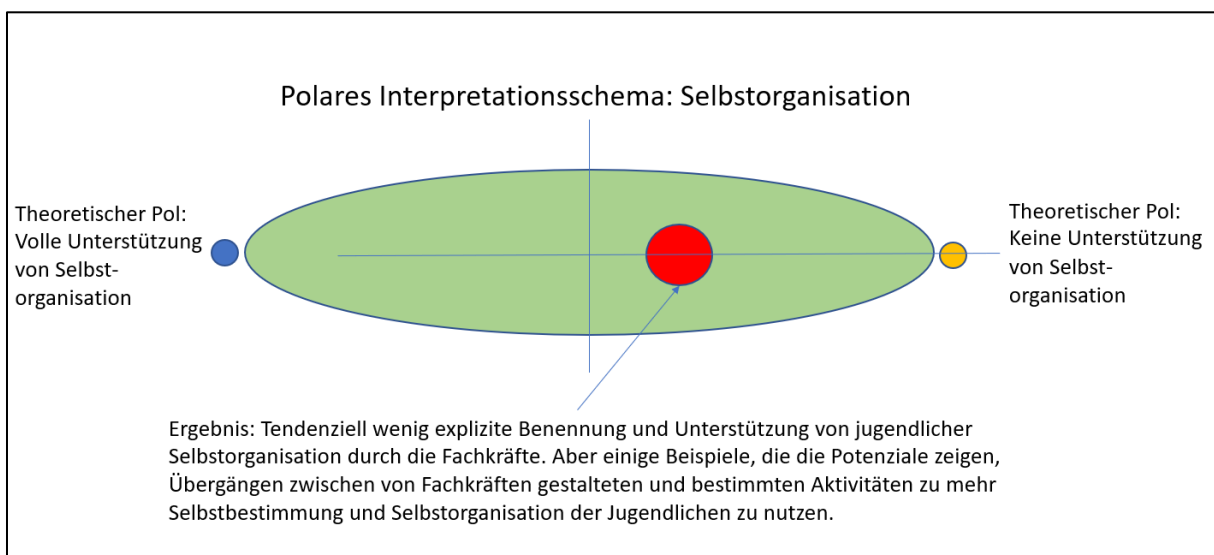 Polares Interpretationsschema: Selbstorganisation
Theoretischer Pol:
Volle Unterstützung
von Selbst-
organisation
Theoretischer Pol:
Keine Unterstützung
von Selbst-
organisation
Ergebnis: Tendenziell wenig explizite Benennung und Unterstützung von jugendlicher
Selbstorganisation durch die Fachkräfte. Aber einige Beispiele, die die Potenziale zeigen,
Übergängen zwischen von Fachkräften gestalteten und bestimmten Aktivitäten zu mehr
Selbstbestimmung und Selbstorganisation der Jugendlichen zu nutzen.